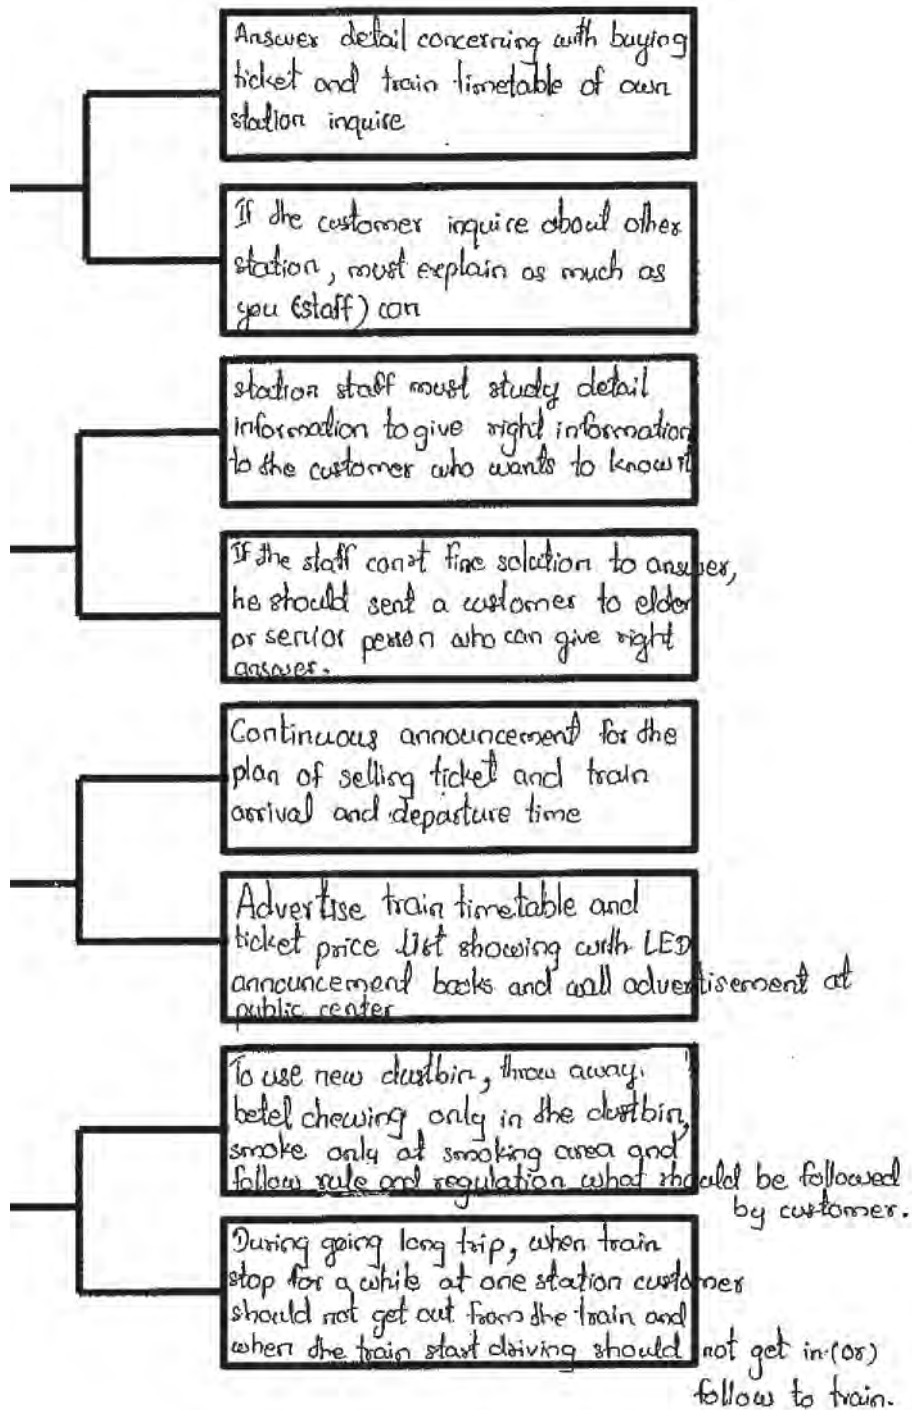 Answer detail concerning with buying
ticket and train timetable of own
station inquire
If the customer inquire about other
station, must explain as much as
you (staff) can
station staff must study detail
information to give right information
to the customer who wants to know it
If the staff can't fine solution to answer,
he should sent a customer to elder
or senior person who can give right
answer.
Continuous announcement for the
plan of selling ticket and train
arrival and departure time
Advertise train timetable and
ticket price list showing with LED
announcement books and wall advertisement at
public center
To use new dustbin, throw away
betel chewing only in the dustbin,
smoke only at smoking area and
follow rule and regulation what should be followed
by customer.
During going long trip, when train
stop for a while at one station customer
should not get out from the train and
when the train start driving should not get in (or)
follow to train.